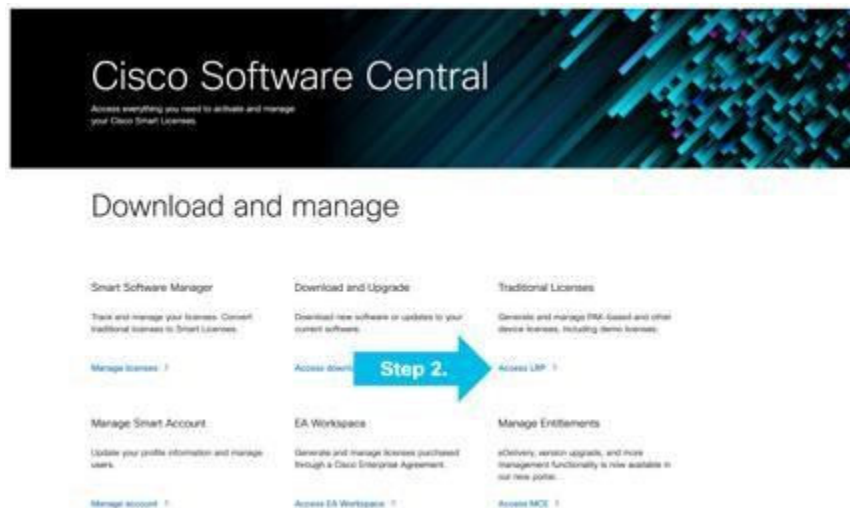 Cisco Software Central
Access everything you need to activate and manage
your Cisco Smart Licenses.
Download and manage
Smart Software Manager
Track and manage your licenses. Convert
traditional licenses to Smart Licenses.
Manage licenses
Download and Upgrade
Download new software or updates to your
current software.
Access down
Step 2.
Traditional Licenses
Generate and manage PAK-based and other
device licenses, including demo licenses.
Access LRP
Manage Smart Account
Update your profile information and manage
users.
Manage account
EA Workspace
Generate and manage licenses purchased
through a Cisco Enterprise Agreement.
Access EA Workspace
Manage Entitlements
eDelivery, version upgrade, and more
management functionality is now available in
our new portal.
Access MCE